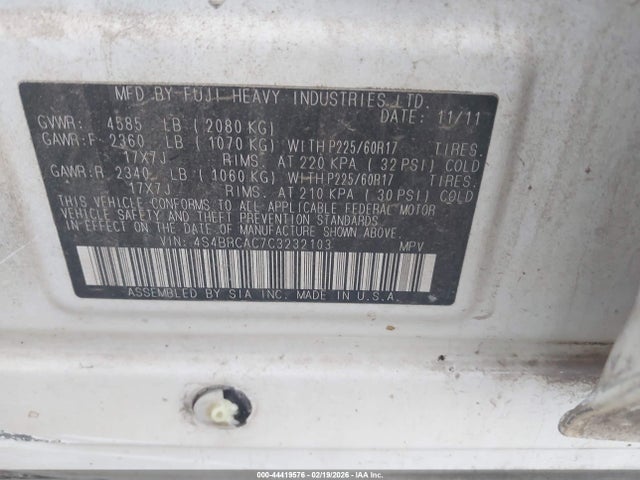 MFD BY FUJI HEAVY INDUSTRIES LTD.
DATE: 11/11
GVWR: 4585 LB (2080 KG)
GAWR:F 2360 LB (1070 KG) WITH P225/60R17 TIRES.
17X7J RIMS. AT 220 KPA (32 PSI) COLD
GAWR:R 2340 LB (1060 KG) WITH P225/60R17 TIRES.
17X7J RIMS. AT 210 KPA (30 PSI) COLD
THIS VEHICLE CONFORMS TO ALL APPLICABLE FEDERAL MOTOR
VEHICLE SAFETY AND THEFT PREVENTION STANDARDS
IN EFFECT ON THE DATE OF MANUFACTURE
VIN: 4S4BRCAC7C3232103 MPV
ASSEMBLED BY SIA INC. MADE IN U.S.A.
000-44419576 - 02/19/2026 - IAA Inc.